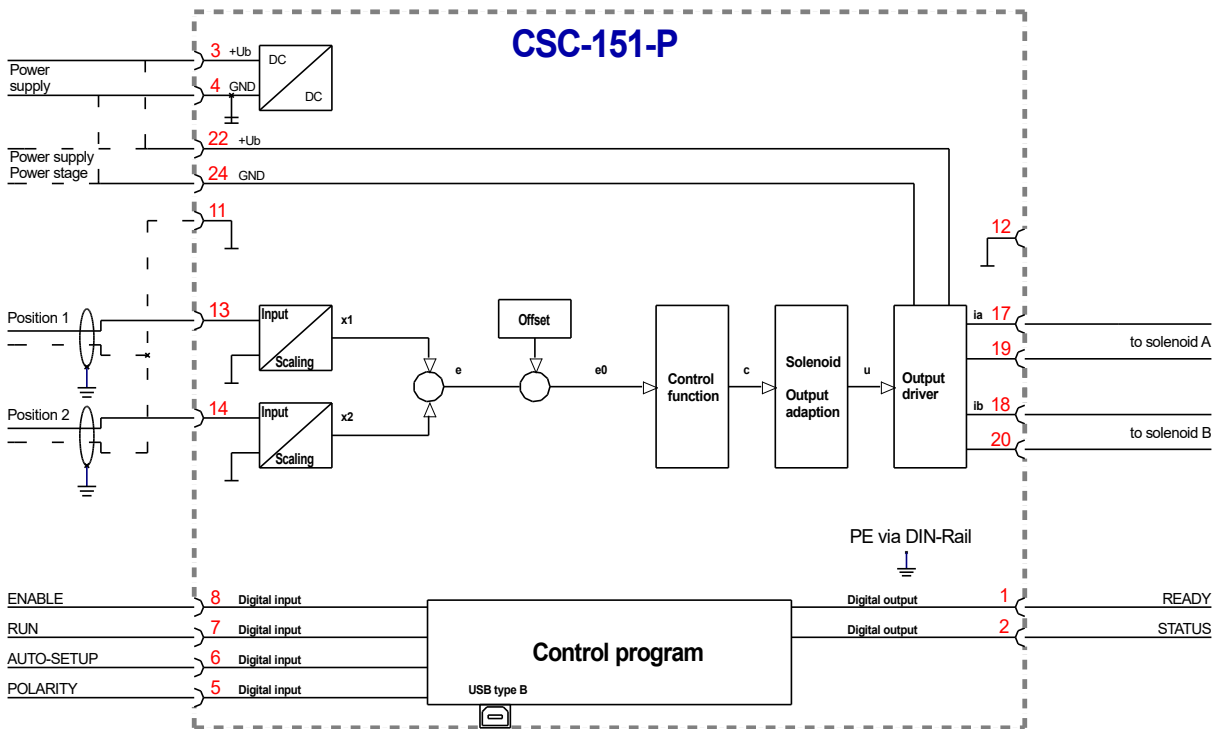 CSC-151-P
3 +Ub
DC
DC
Power
supply
4 GND
22 +Ub
Power supply
Power stage
24 GND
11
12
Position 1
13
Input
Scaling
x1
Offset
e
e0
Control
function
c
Solenoid
Output
adaption
u
Output
driver
ia 17
to solenoid A
19
Position 2
14
Input
Scaling
x2
ib 18
to solenoid B
20
PE via DIN-Rail
ENABLE
8 Digital input
Digital output 1
READY
RUN
7 Digital input
Digital output 2
STATUS
AUTO-SETUP
6 Digital input
Control program
POLARITY
5 Digital input
USB type B